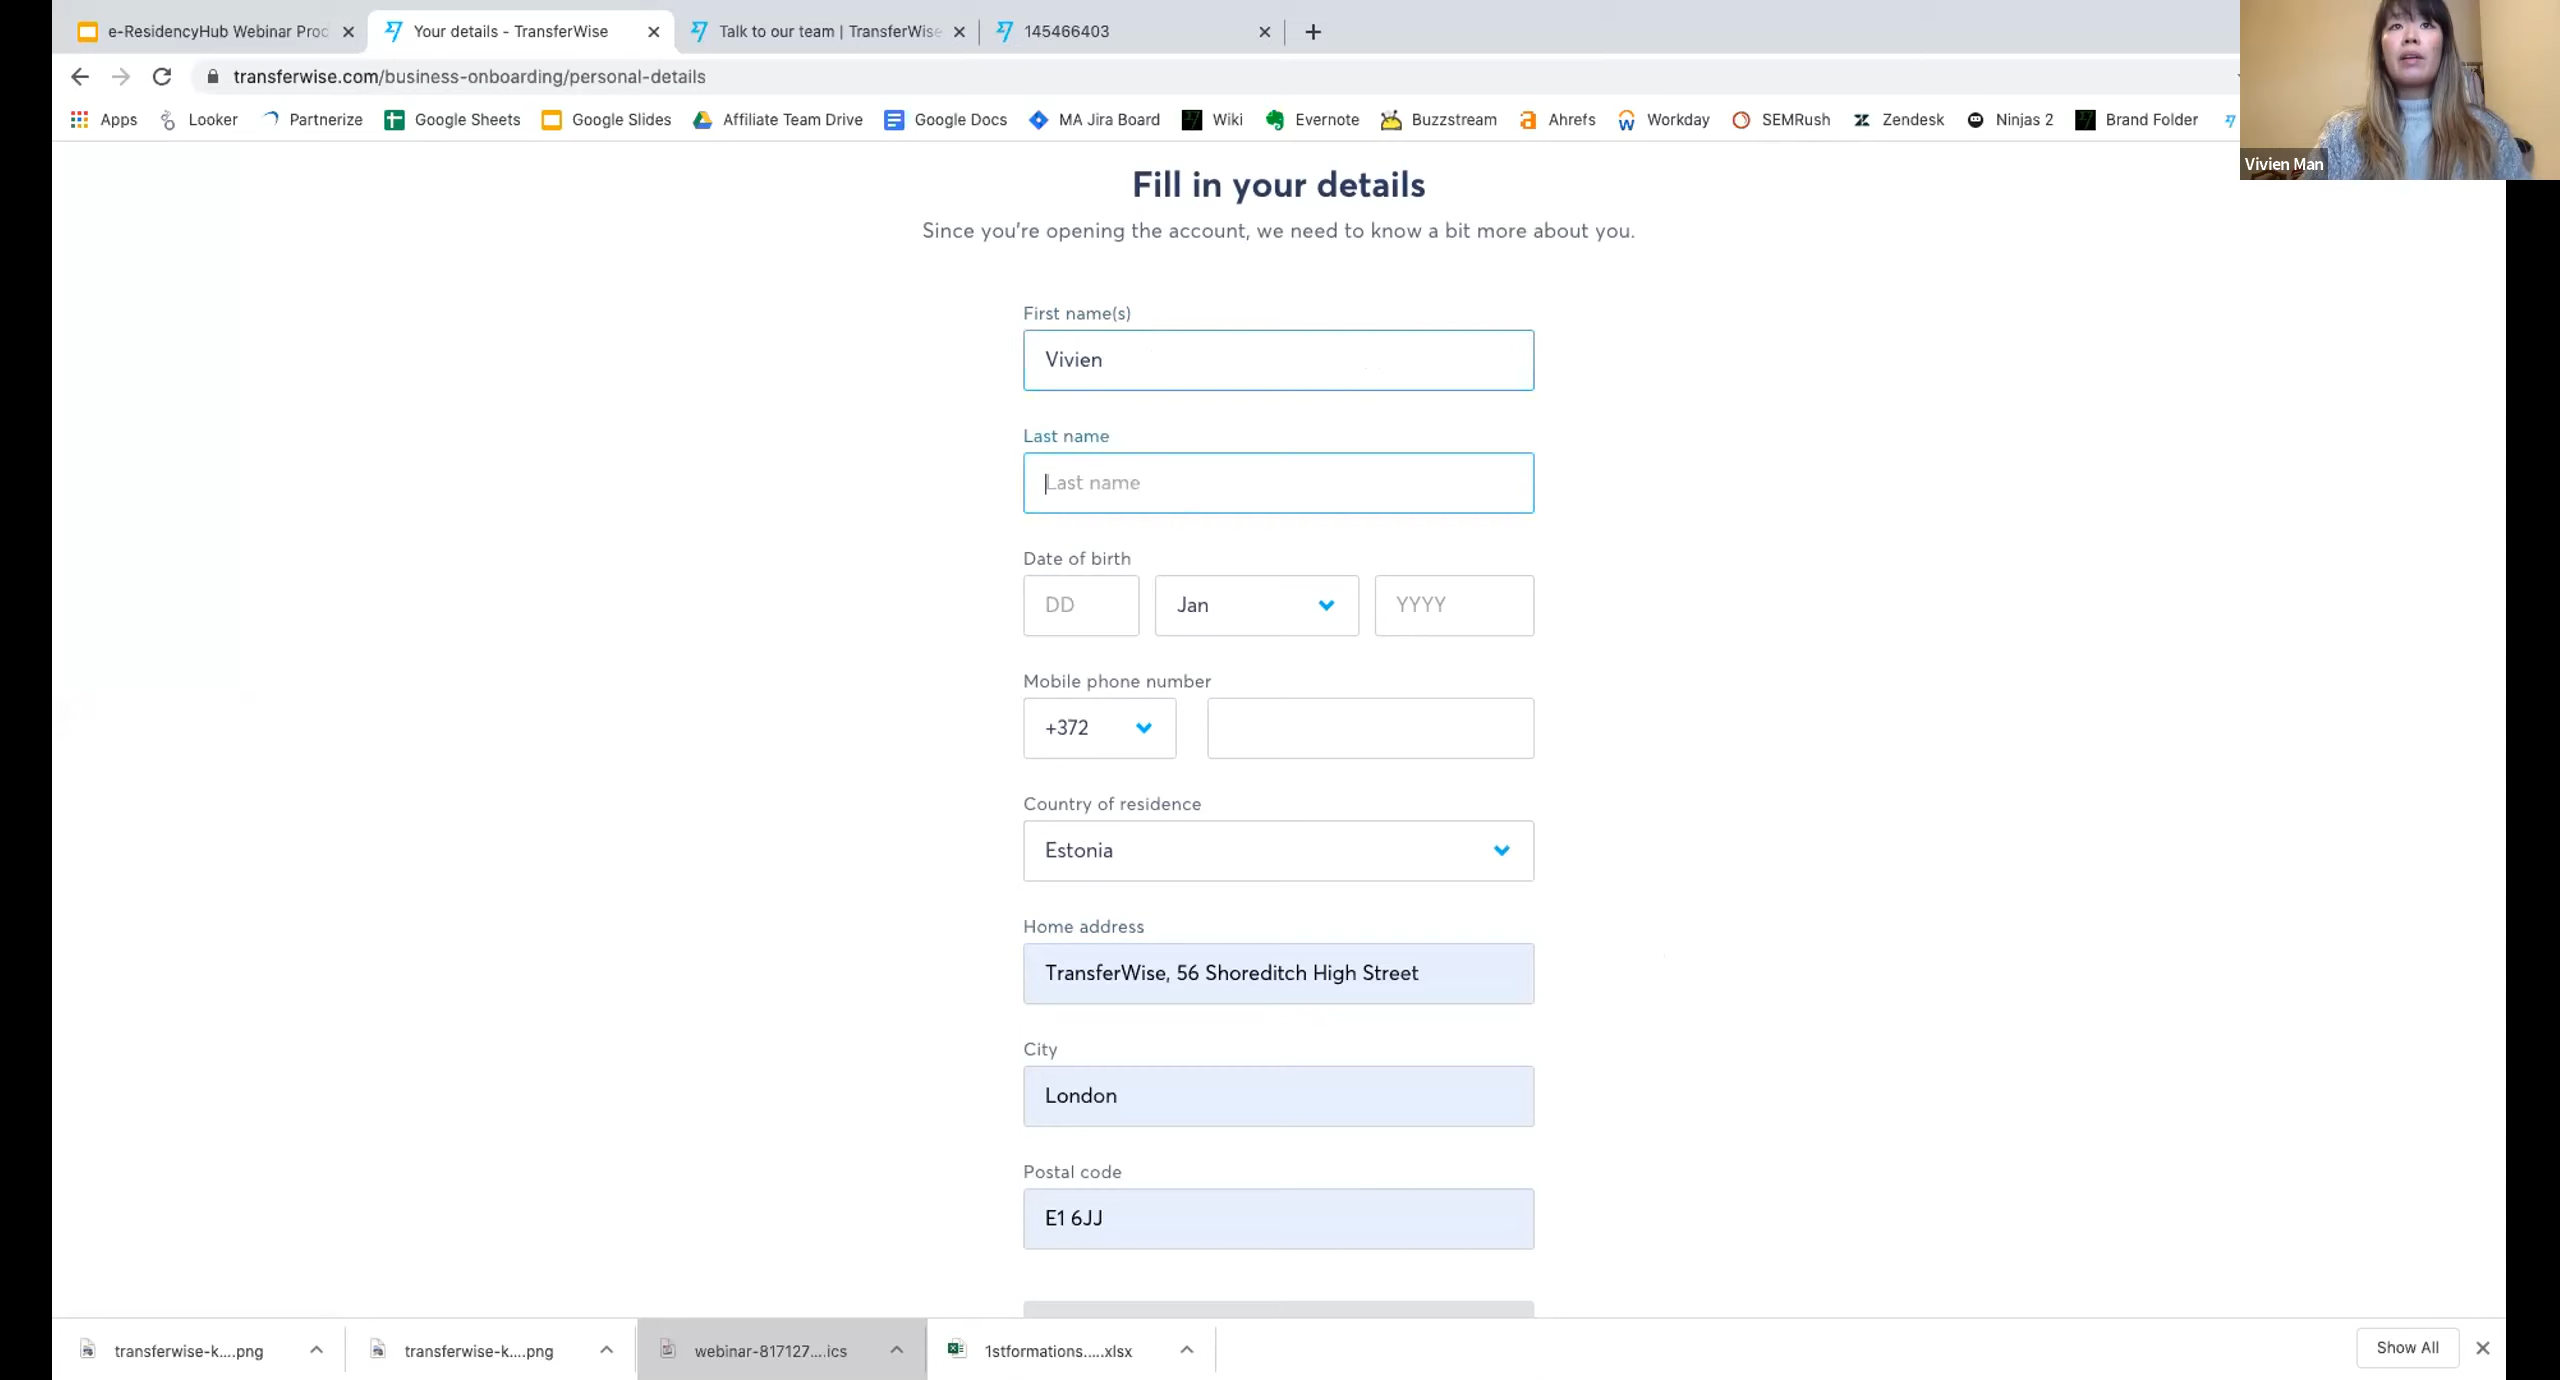 e-ResidencyHub Webinar Proc
Your details - TransferWise
Talk to our team | TransferWise
145466403
transferwise.com/business-onboarding/personal-details
Apps
Looker
Partnerize
Google Sheets
Google Slides
Affiliate Team Drive
Google Docs
MA Jira Board
Wiki
Evernote
Buzzstream
Ahrefs
Workday
SEMRush
Zendesk
Ninjas 2
Brand Folder
Vivien Man
Fill in your details
Since you're opening the account, we need to know a bit more about you.
First name(s)
Vivien
Last name
Last name
Date of birth
DD
Jan
YYYY
Mobile phone number
+372
Country of residence
Estonia
Home address
TransferWise, 56 Shoreditch High Street
City
London
Postal code
E1 6JJ
transferwise-k....png
transferwise-k....png
webinar-817127....ics
1stformations.....xlsx
Show All